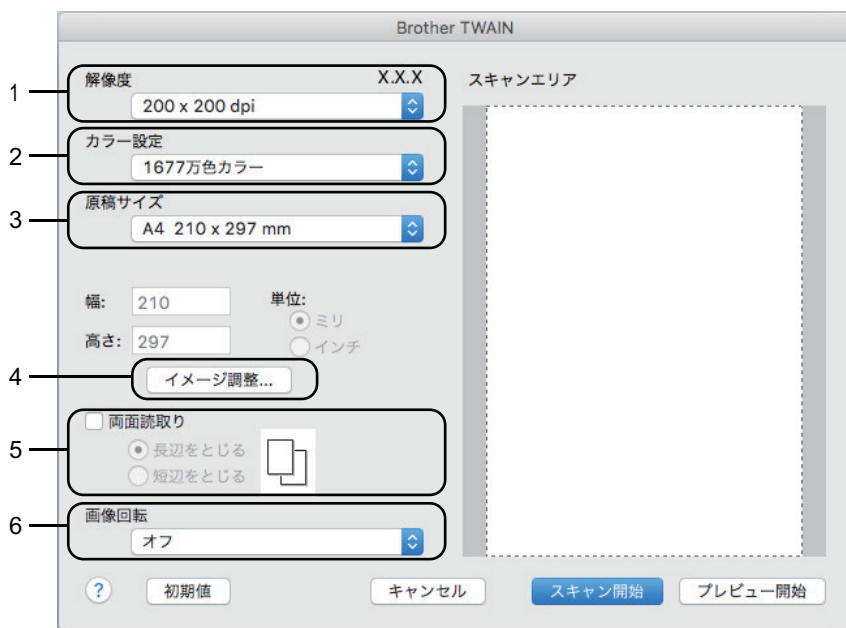 Brother TWAIN
1
解像度 X.X.X
200 x 200 dpi
2
カラー設定
1677万色カラー
3
原稿サイズ
A4 210 x 297 mm
幅: 210
単位:
ミリ
高さ: 297
インチ
4
イメージ調整...
5
両面読取り
長辺をとじる
短辺をとじる
6
画像回転
オフ
スキャンエリア
? 初期値 キャンセル スキャン開始 プレビュー開始